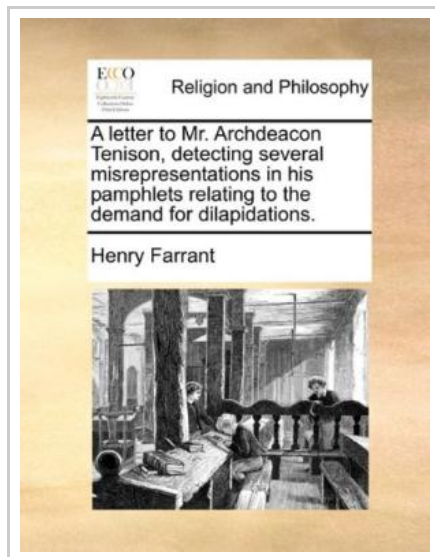 ECCO
Religion and Philosophy
A letter to Mr. Archdeacon
Tenison, detecting several
misrepresentations in his
pamphlets relating to the
demand for dilapidations.
Henry Farrant